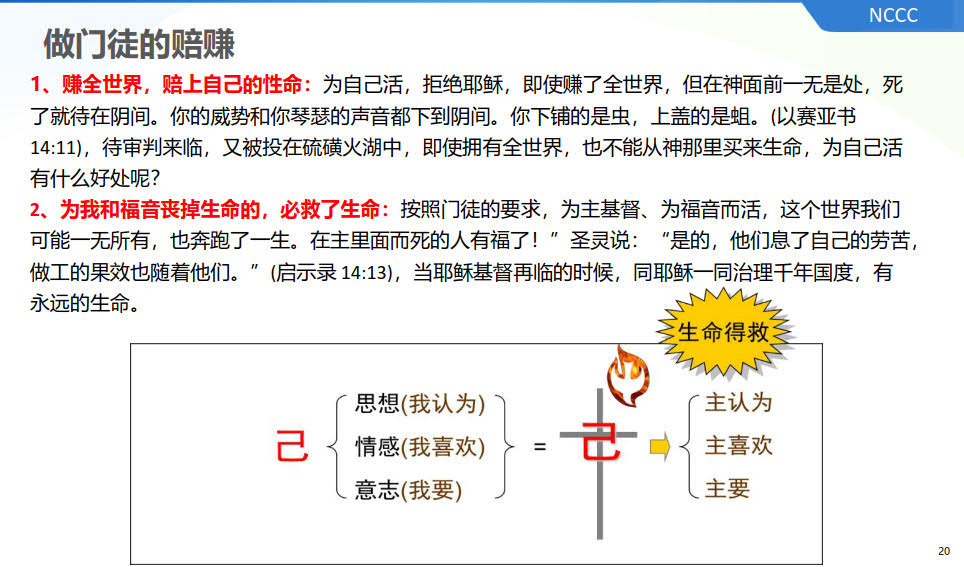 NCCC
做门徒的赔赚
1、赚全世界，赔上自己的性命：为自己活，拒绝耶稣，即使赚了全世界，但在神面前一无是处，死
了就待在阴间。你的威势和你琴瑟的声音都下到阴间。你下铺的是虫，上盖的是蛆。(以赛亚书
14:11)，待审判来临，又被投在硫磺火湖中，即使拥有全世界，也不能从神那里买来生命，为自己活
有什么好处呢？
2、为我和福音丧掉生命的，必救了生命：按照门徒的要求，为主基督、为福音而活，这个世界我们
可能一无所有，也奔跑了一生。在主里面而死的人有福了！”圣灵说：“是的，他们息了自己的劳苦，
做工的果效也随着他们。”(启示录 14:13)，当耶稣基督再临的时候，同耶稣一同治理千年国度，有
永远的生命。
生命得救
思想(我认为)
主认为
己
情感(我喜欢)
=
己
主喜欢
意志(我要)
主要
20